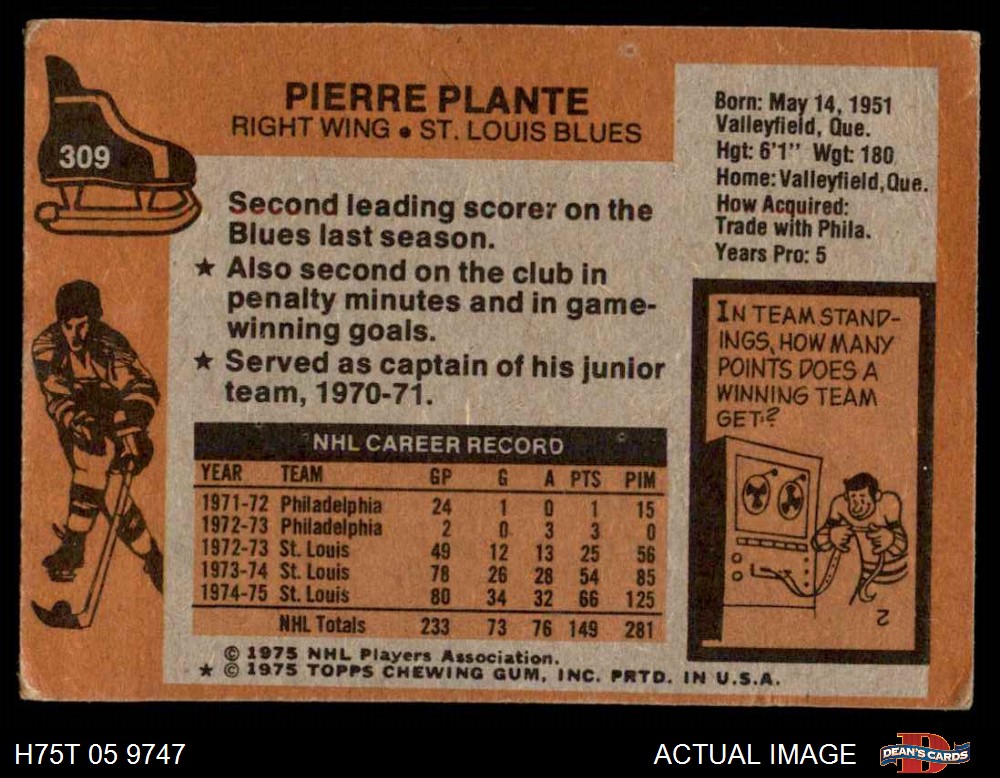 309
PIERRE PLANTE
RIGHT WING • ST. LOUIS BLUES
Born: May 14, 1951
Valleyfield, Que.
Hgt: 6'1" Wgt: 180
Home: Valleyfield, Que.
How Acquired:
Trade with Phila.
Years Pro: 5
Second leading scorer on the
Blues last season.
★ Also second on the club in
penalty minutes and in game-
winning goals.
★ Served as captain of his junior
team, 1970-71.
NHL CAREER RECORD
YEAR TEAM GP G A PTS PIM
1971-72 Philadelphia 24 1 0 1 15
1972-73 Philadelphia 2 0 3 3 0
1972-73 St. Louis 49 12 13 25 56
1973-74 St. Louis 78 26 28 54 85
1974-75 St. Louis 80 34 32 66 125
NHL Totals 233 73 76 149 281
© 1975 NHL Players Association.
★ © 1975 TOPPS CHEWING GUM, INC. PRTD. IN U.S.A.
IN TEAM STAND-
INGS, HOW MANY
POINTS DOES A
WINNING TEAM
GET?
2
H75T 05 9747
ACTUAL IMAGE
D
DEAN'S CARDS